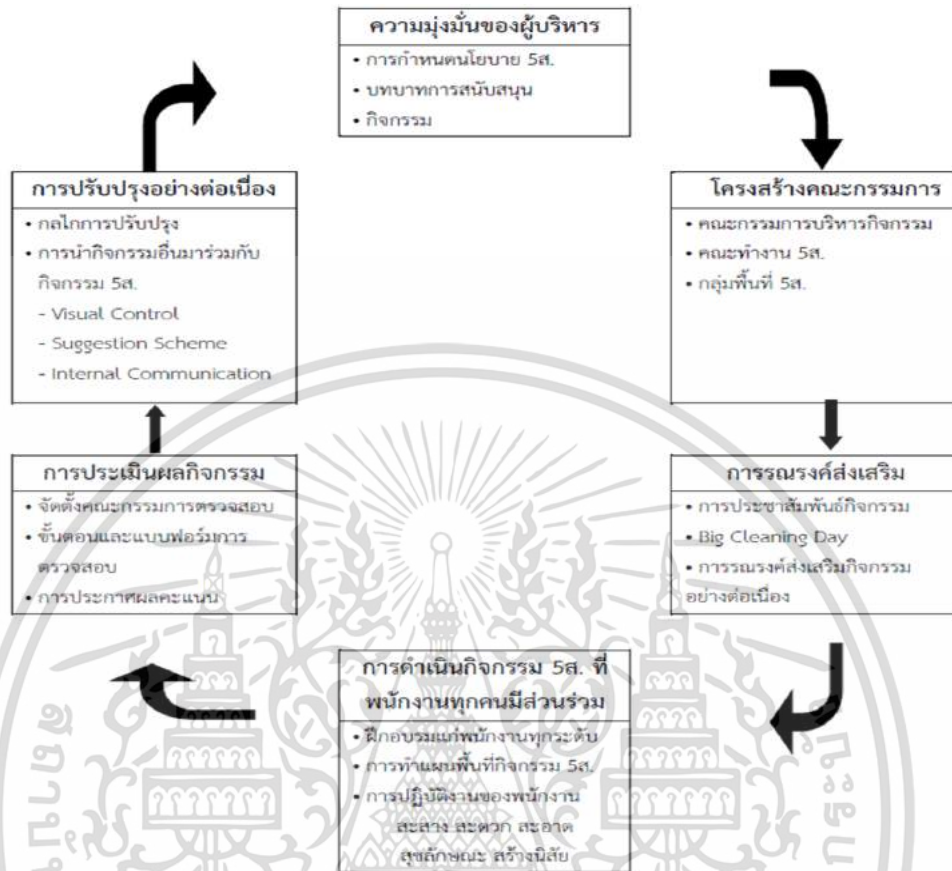 ความมุ่งมั่นของผู้บริหาร
• การกำหนดนโยบาย 5ส.
• บทบาทการสนับสนุน
• กิจกรรม
โครงสร้างคณะกรรมการ
• คณะกรรมการบริหารกิจกรรม
• คณะทำงาน 5ส.
• กลุ่มพื้นที่ 5ส.
การรณรงค์ส่งเสริม
• การประชาสัมพันธ์กิจกรรม
• Big Cleaning Day
• การรณรงค์ส่งเสริมกิจกรรม
อย่างต่อเนื่อง
การดำเนินกิจกรรม 5ส. ที่
พนักงานทุกคนมีส่วนร่วม
• ฝึกอบรมแก่พนักงานทุกระดับ
• การทำแผนพื้นที่กิจกรรม 5ส.
• การปฏิบัติงานของพนักงาน
สะสาง สะดวก สะอาด
สุขลักษณะ สร้างนิสัย
การประเมินผลกิจกรรม
• จัดตั้งคณะกรรมการตรวจสอบ
• ขั้นตอนและแบบฟอร์มการ
ตรวจสอบ
• การประกาศผลคะแนน
การปรับปรุงอย่างต่อเนื่อง
• กลไกการปรับปรุง
• การนำกิจกรรมอื่นมาร่วมกับ
กิจกรรม 5ส.
- Visual Control
- Suggestion Scheme
- Internal Communication